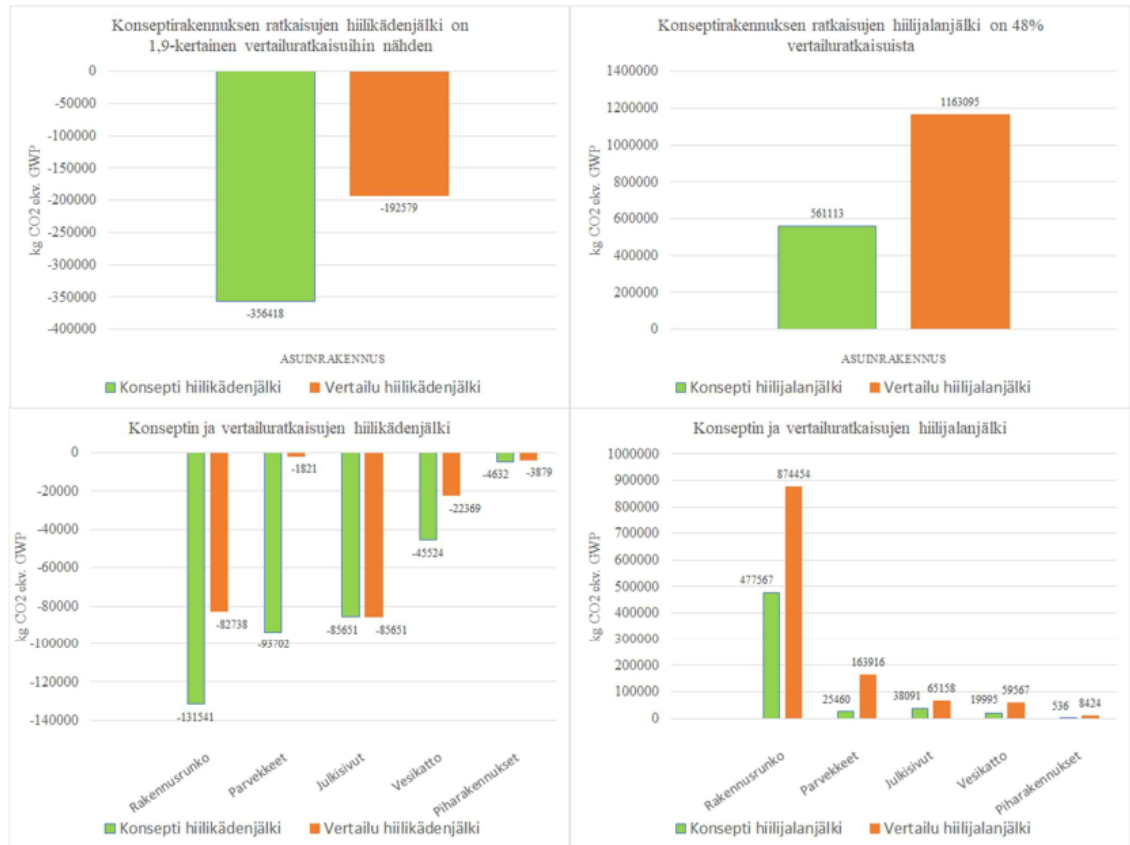 Konseptirakennuksen ratkaisujen hiilikädenjälki on
1,9-kertainen vertailuratkaisuihin nähden
kg CO2 ekv. GWP
0
-50000
-100000
-150000
-200000
-250000
-300000
-350000
-400000
-356418
-192579
ASUINRAKENNUS
Konsepti hiilikädenjälki
Vertailu hiilikädenjälki
Konseptirakennuksen ratkaisujen hiilijalanjälki on 48%
vertailuratkaisuista
kg CO2 ekv. GWP
1400000
1200000
1000000
800000
600000
400000
200000
0
561113
1163095
ASUINRAKENNUS
Konsepti hiilijalanjälki
Vertailu hiilijalanjälki
Konseptin ja vertailuratkaisujen hiilikädenjälki
kg CO2 ekv. GWP
0
-20000
-40000
-60000
-80000
-100000
-120000
-140000
-131541
-82738
-93702
-1821
-85651
-85651
-45524
-22369
-4632
-3879
Rakennusrunko
Parvekkeet
Julkisivut
Vesikatto
Piharakennukset
Konsepti hiilikädenjälki
Vertailu hiilikädenjälki
Konseptin ja vertailuratkaisujen hiilijalanjälki
kg CO2 ekv. GWP
1000000
900000
800000
700000
600000
500000
400000
300000
200000
100000
0
477567
874454
25460
163916
38091
65158
19995
59567
536
8424
Rakennusrunko
Parvekkeet
Julkisivut
Vesikatto
Piharakennukset
Konsepti hiilijalanjälki
Vertailu hiilijalanjälki